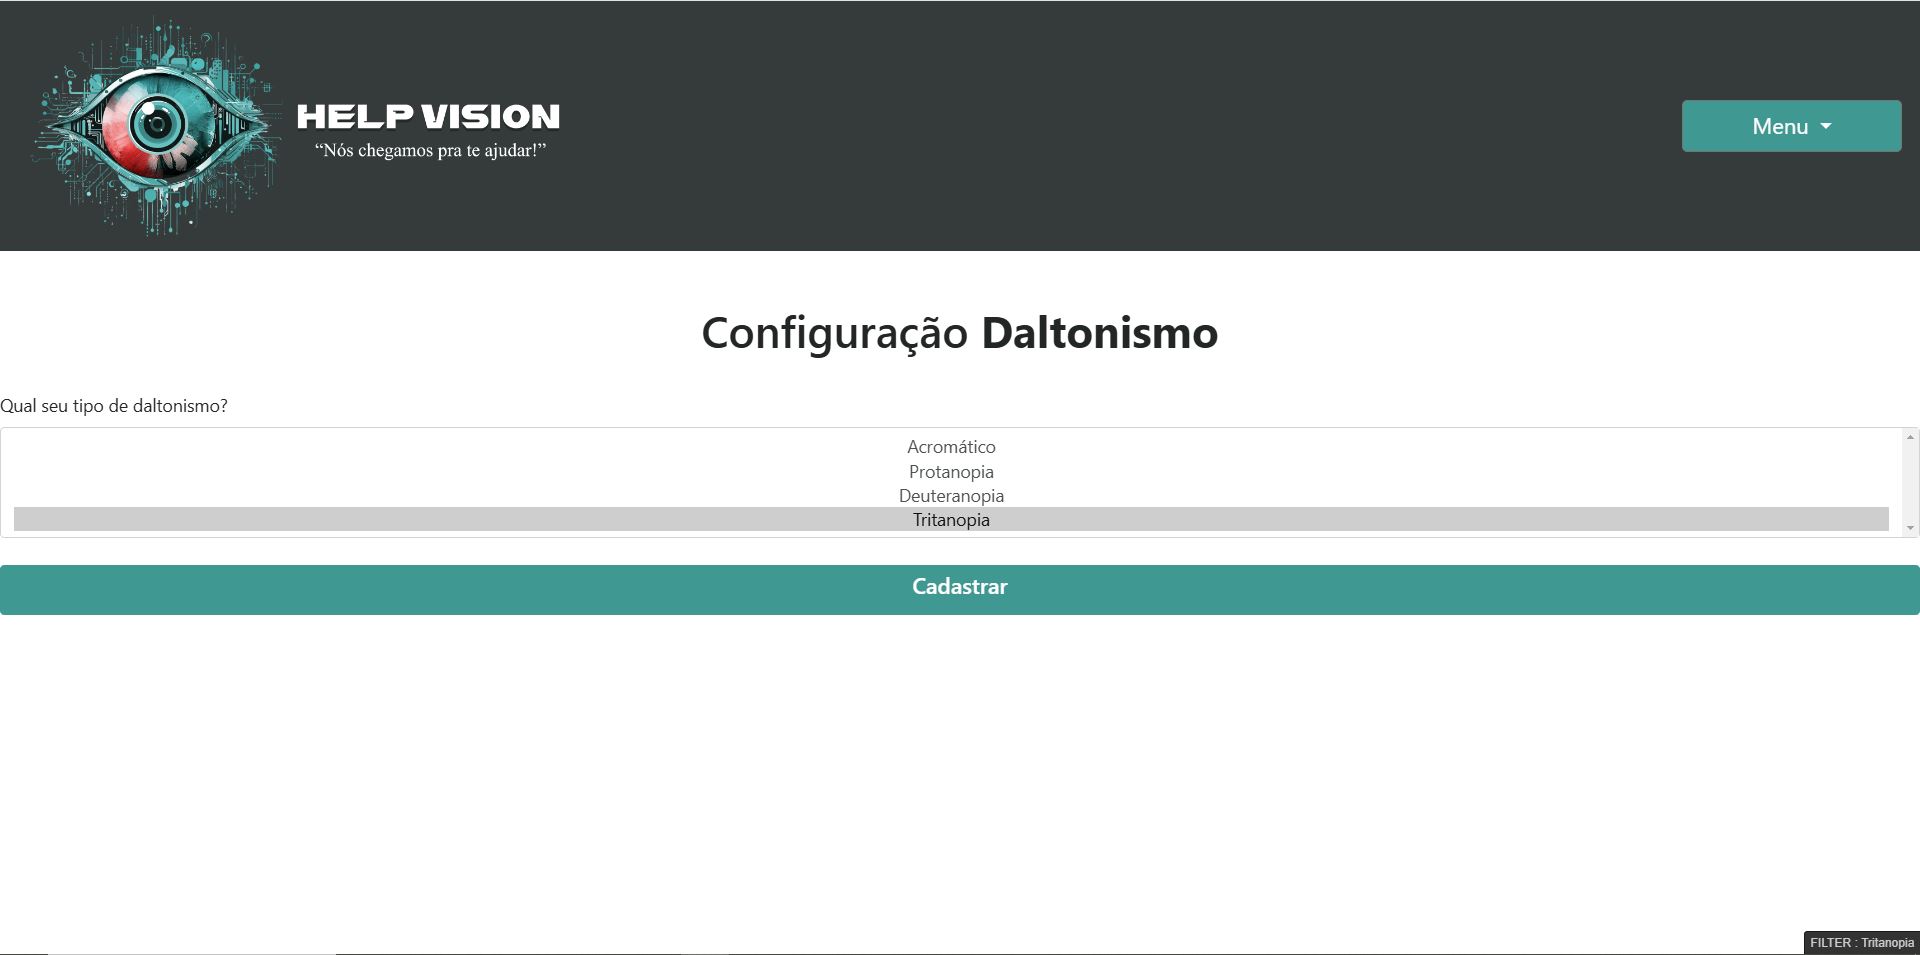 HELP VISION
“Nós chegamos pra te ajudar!”
Menu
Configuração Daltonismo
Qual seu tipo de daltonismo?
Acromático
Protanopia
Deuteranopia
Tritanopia
Cadastrar
FILTER : Tritanopia